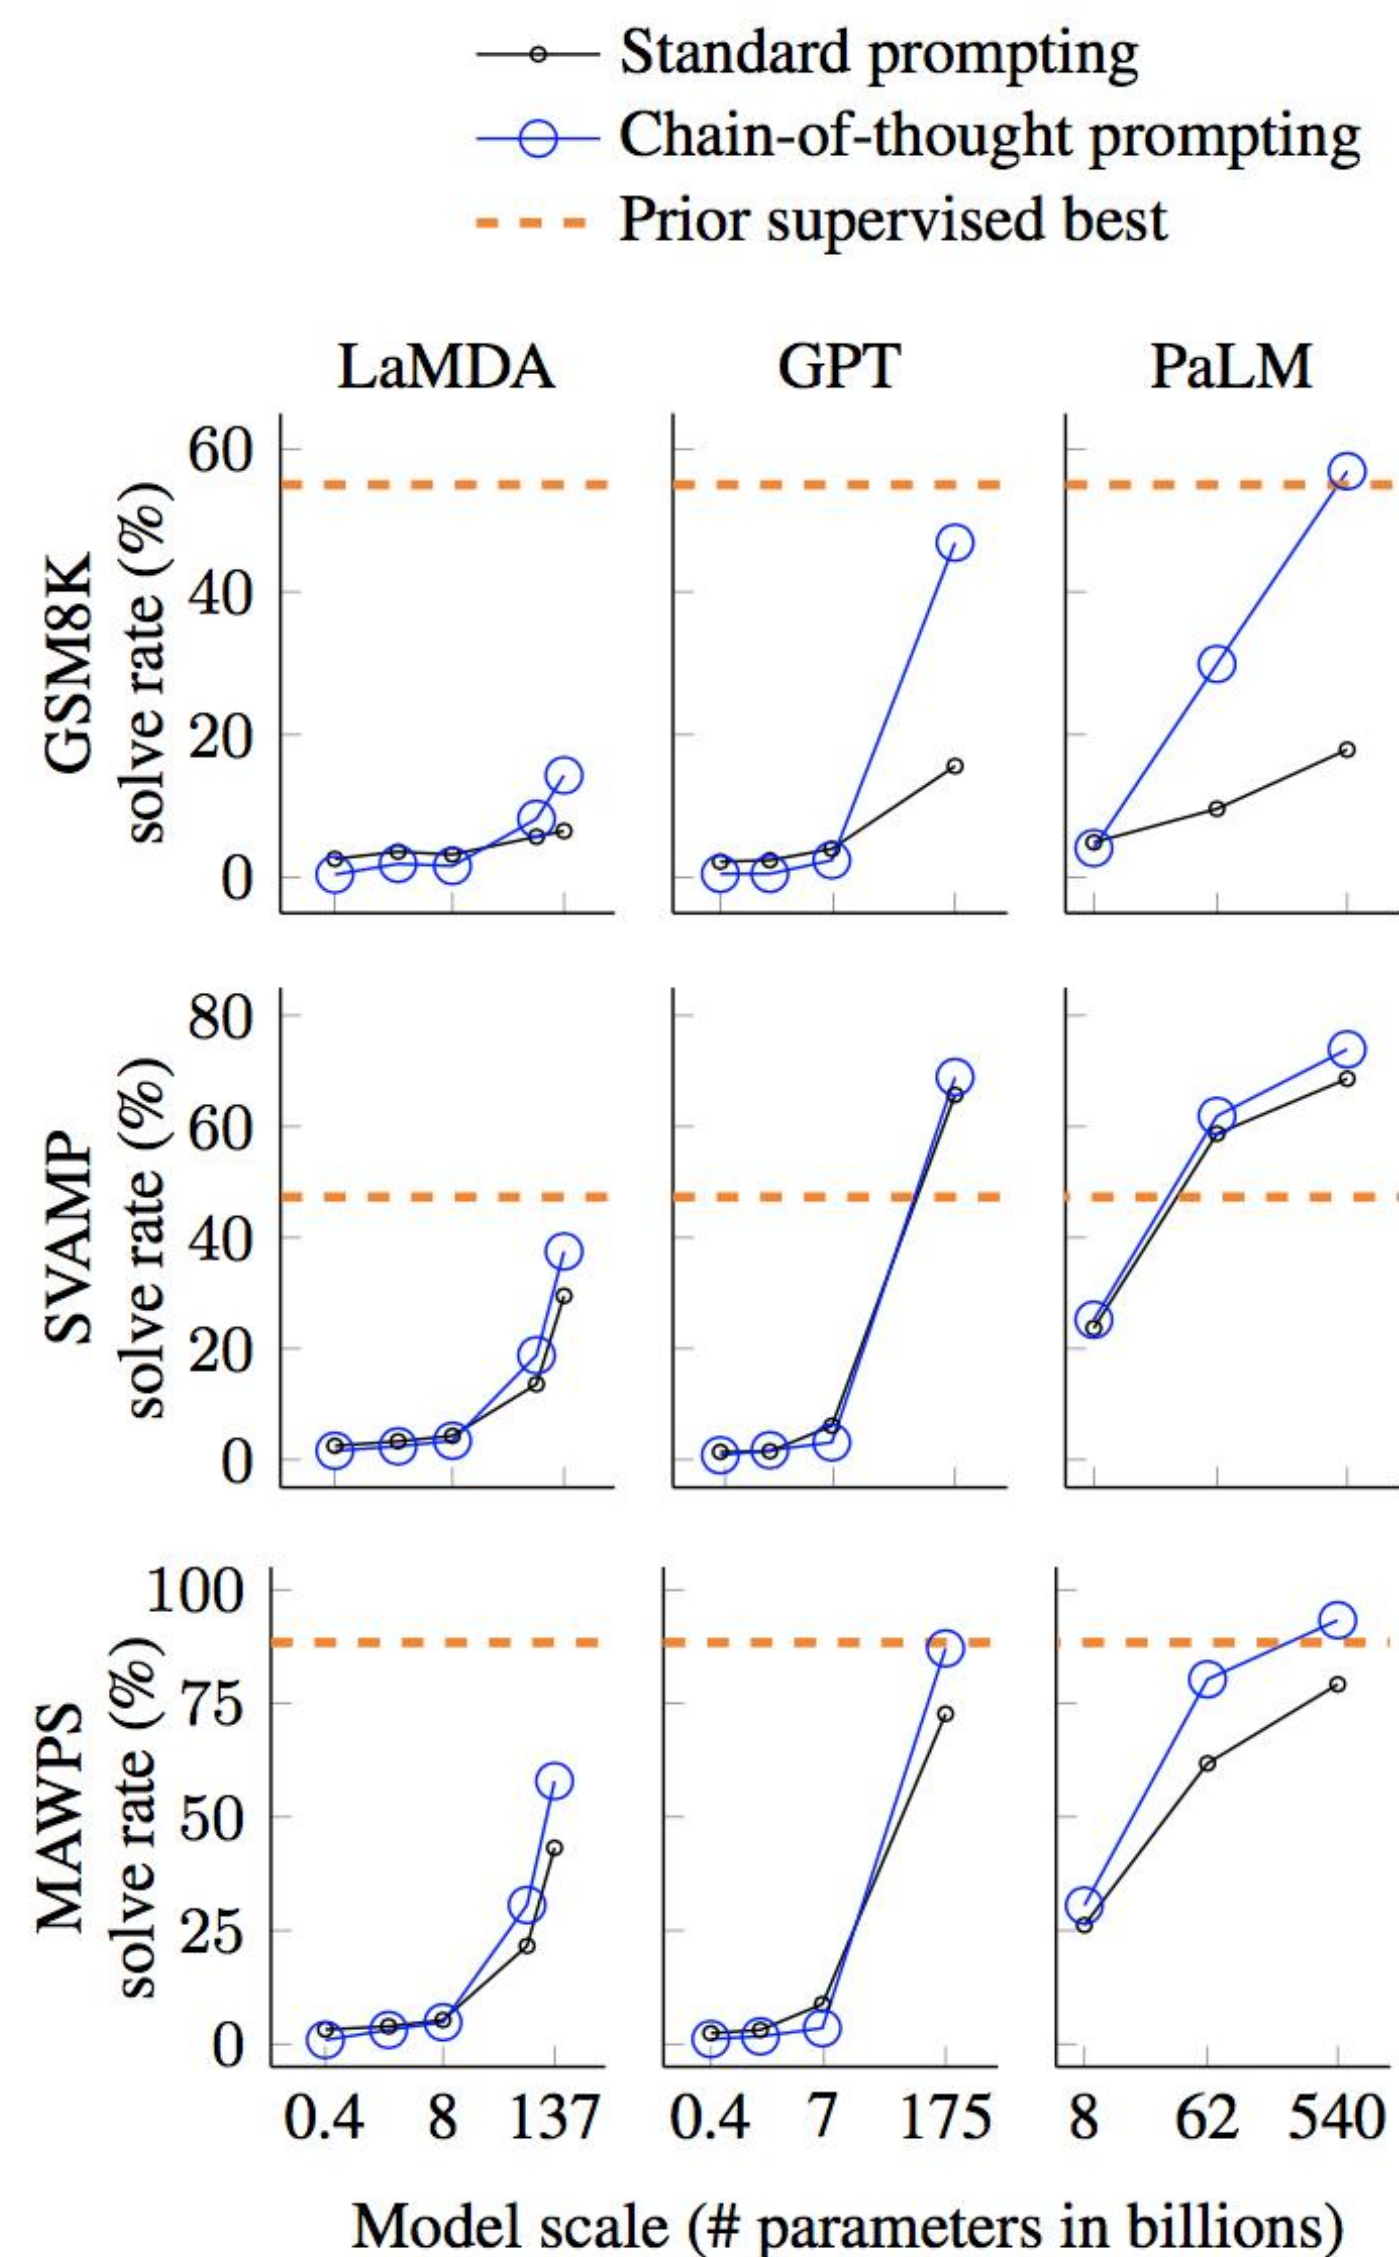 Standard prompting
Chain-of-thought prompting
Prior supervised best
LaMDA GPT PaLM
GSM8K
solve rate (%)
60
40
20
0
SVAMP
solve rate (%)
80
60
40
20
0
MAWPS
solve rate (%)
100
75
50
25
0
0.4 8 137 0.4 7 175 8 62 540
Model scale (# parameters in billions)